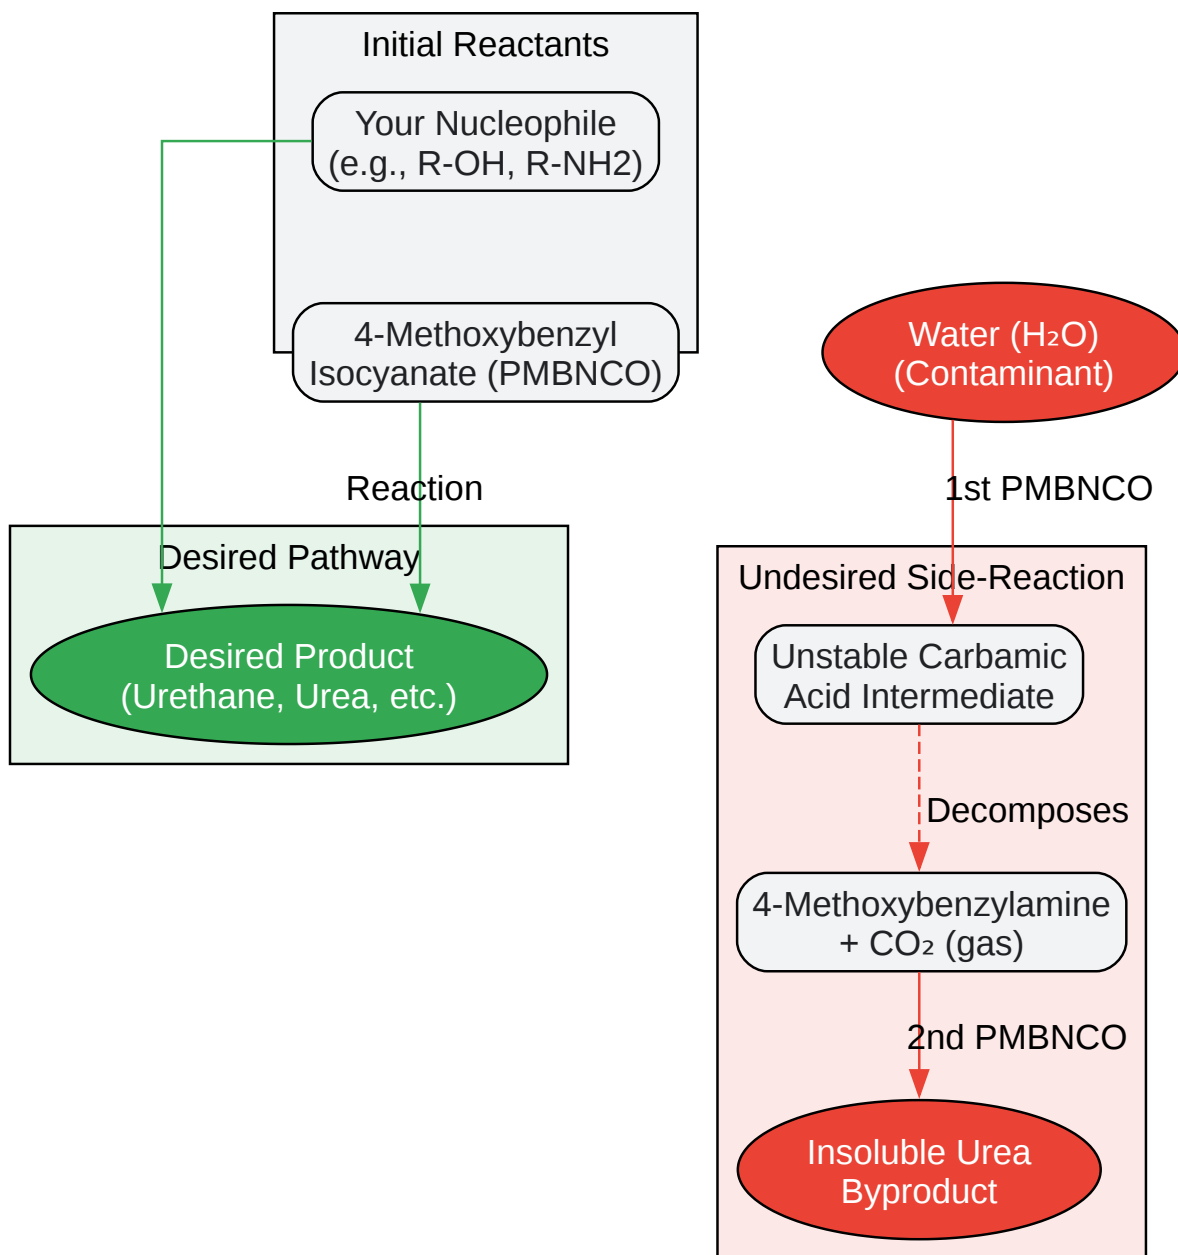 Initial Reactants
Your Nucleophile
(e.g., R-OH, R-NH2)
4-Methoxybenzyl
Isocyanate (PMBNCO)
Water (H₂O)
(Contaminant)
Reaction
1st PMBNCO
Desired Pathway
Desired Product
(Urethane, Urea, etc.)
Undesired Side-Reaction
Unstable Carbamic
Acid Intermediate
Decomposes
4-Methoxybenzylamine
+ CO₂ (gas)
2nd PMBNCO
Insoluble Urea
Byproduct